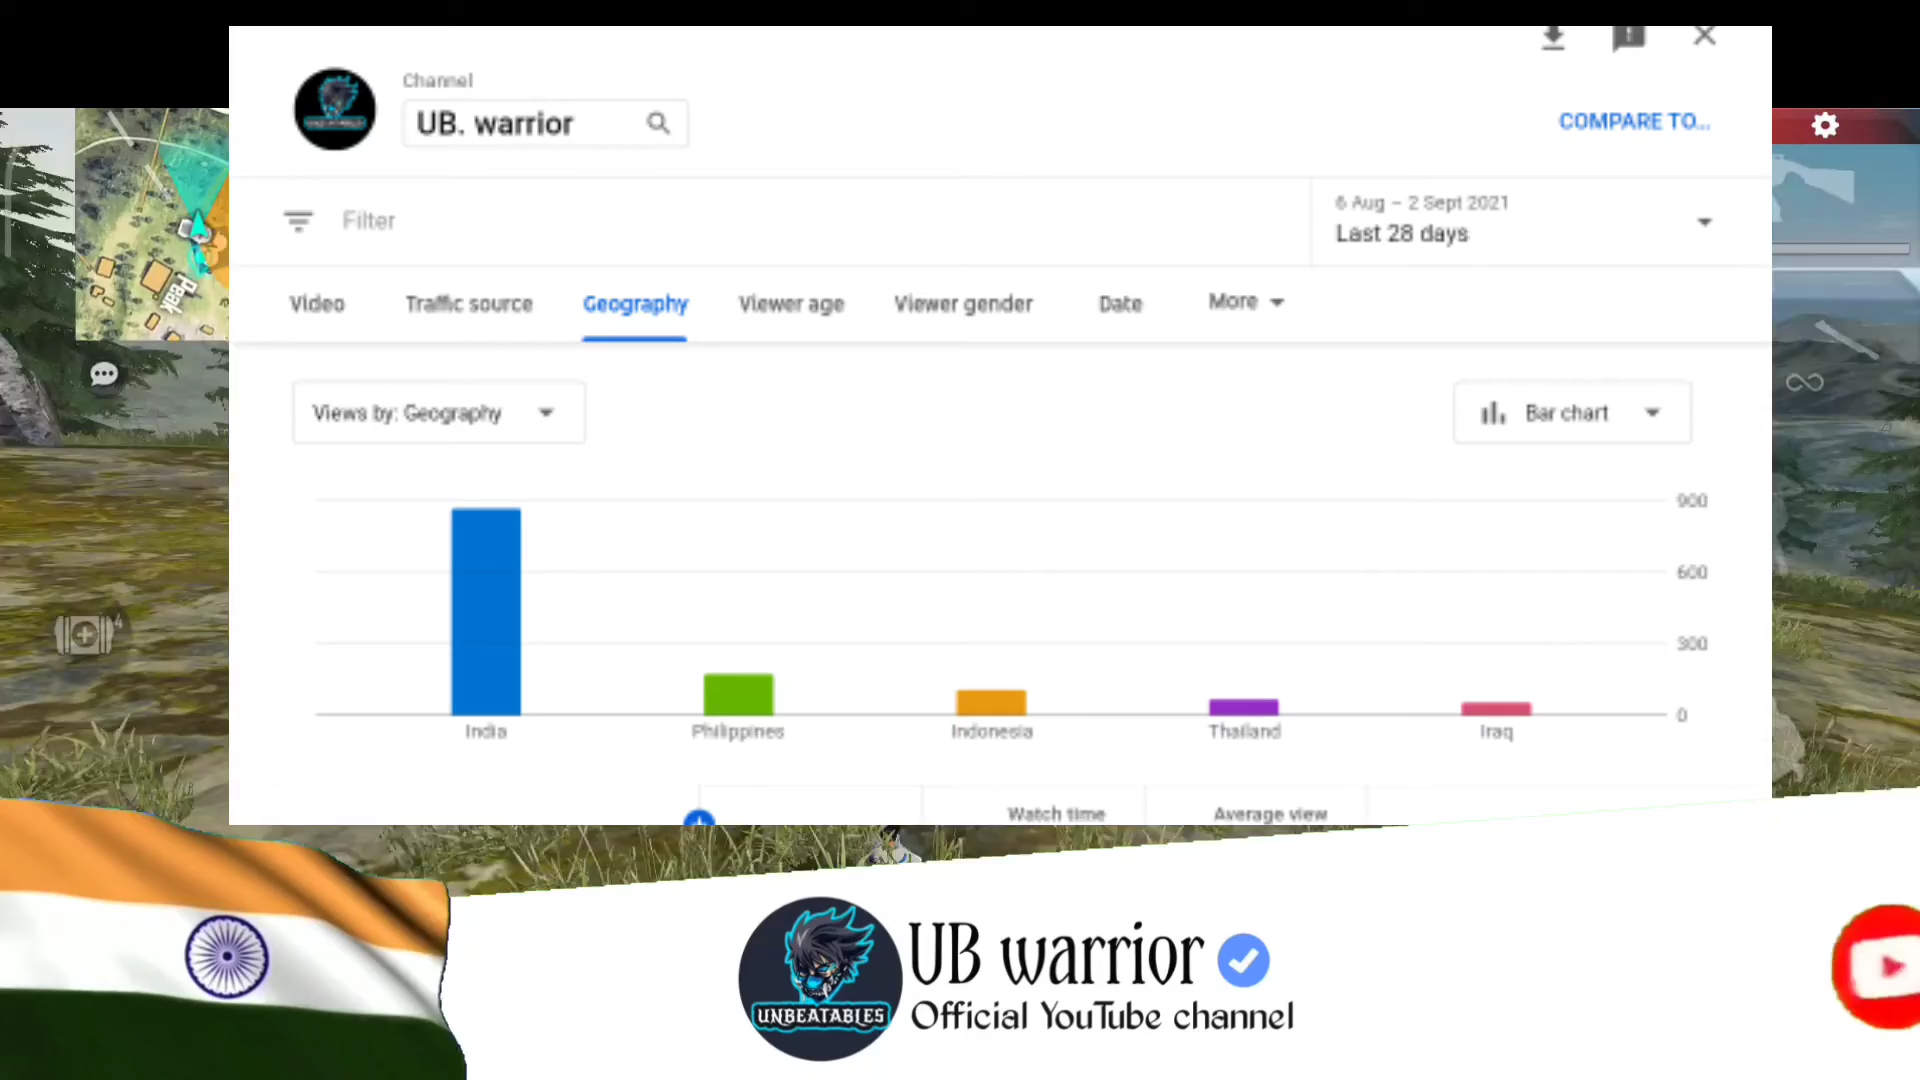 Channel
UB. warrior
COMPARE TO...
Filter
6 Aug – 2 Sept 2021
Last 28 days
Video
Traffic source
Geography
Viewer age
Viewer gender
Date
More
Views by: Geography
Bar chart
900
600
300
0
India
Philippines
Indonesia
Thailand
Iraq
Watch time
Average view
Peak
4
UNBEATABLES
UB warrior
Official YouTube channel